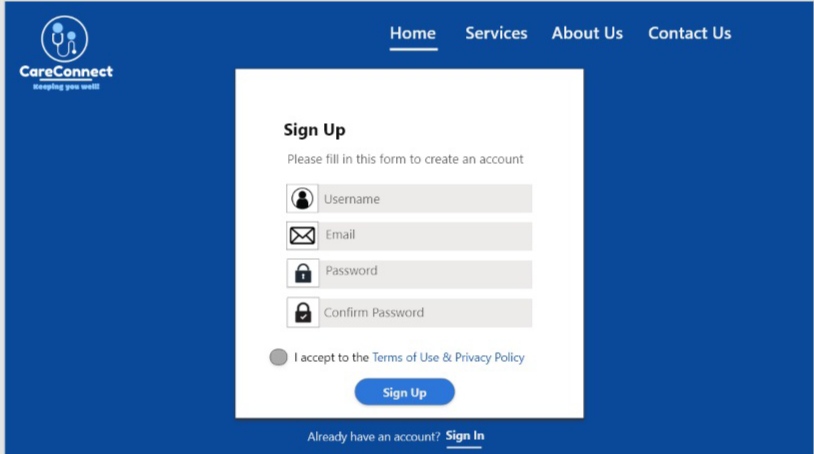 Home Services About Us Contact Us
CareConnect
Keeping you well!
Sign Up
Please fill in this form to create an account
Username
Email
Password
Confirm Password
I accept to the Terms of Use & Privacy Policy
Sign Up
Already have an account? Sign In